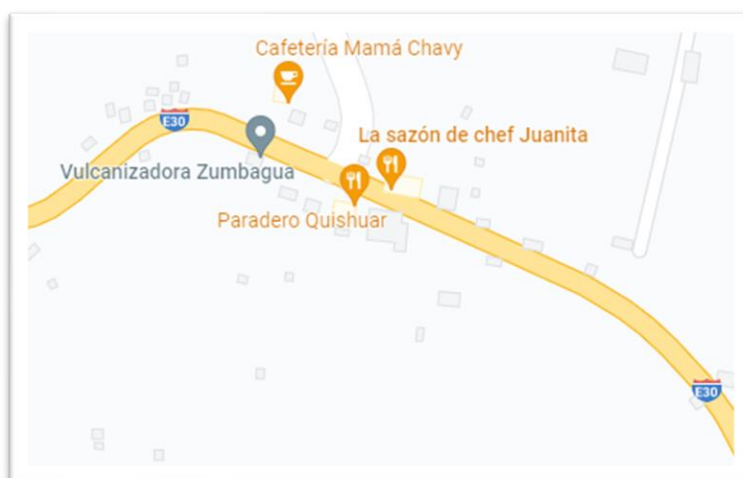 Cafetería Mamá Chavy
E30
La sazón de chef Juanita
Vulcanizadora Zumbagua
Paradero Quishuar
E30